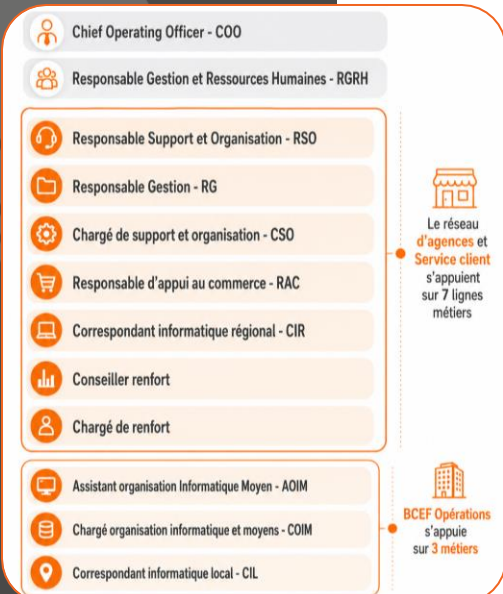 Chief Operating Officer - COO
Responsable Gestion et Ressources Humaines - RGRH
Responsable Support et Organisation - RSO
Responsable Gestion - RG
Chargé de support et organisation - CSO
Responsable d'appui au commerce - RAC
Correspondant informatique régional - CIR
Conseiller renfort
Chargé de renfort
Le réseau
d'agences et
Service client
s'appuient
sur 7 lignes
métiers
Assistant organisation Informatique Moyen - AOIM
Chargé organisation informatique et moyens - COIM
Correspondant informatique local - CIL
BCEF Opérations
s'appuie
sur 3 métiers